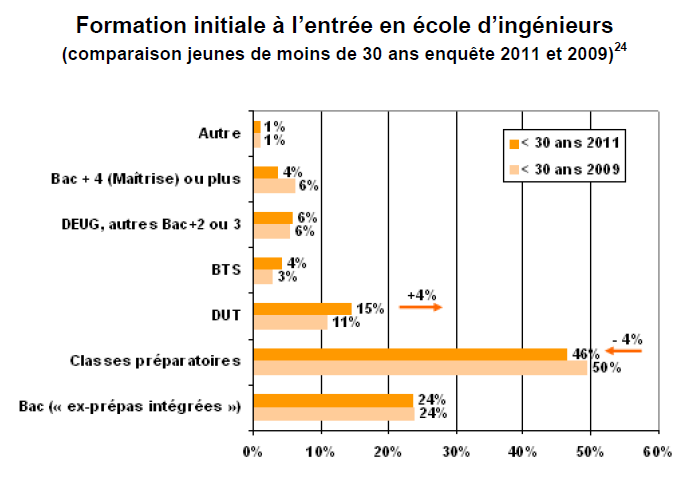 Formation initiale à l’entrée en école d’ingénieurs
(comparaison jeunes de moins de 30 ans enquête 2011 et 2009)24
< 30 ans 2011
< 30 ans 2009
Autre
1%
1%
Bac + 4 (Maîtrise) ou plus
4%
6%
DEUG, autres Bac+2 ou 3
6%
6%
BTS
4%
3%
DUT
15%
11%
+4%
Classes préparatoires
46%
50%
- 4%
Bac (« ex-prépas intégrées »)
24%
24%
0% 10% 20% 30% 40% 50% 60%